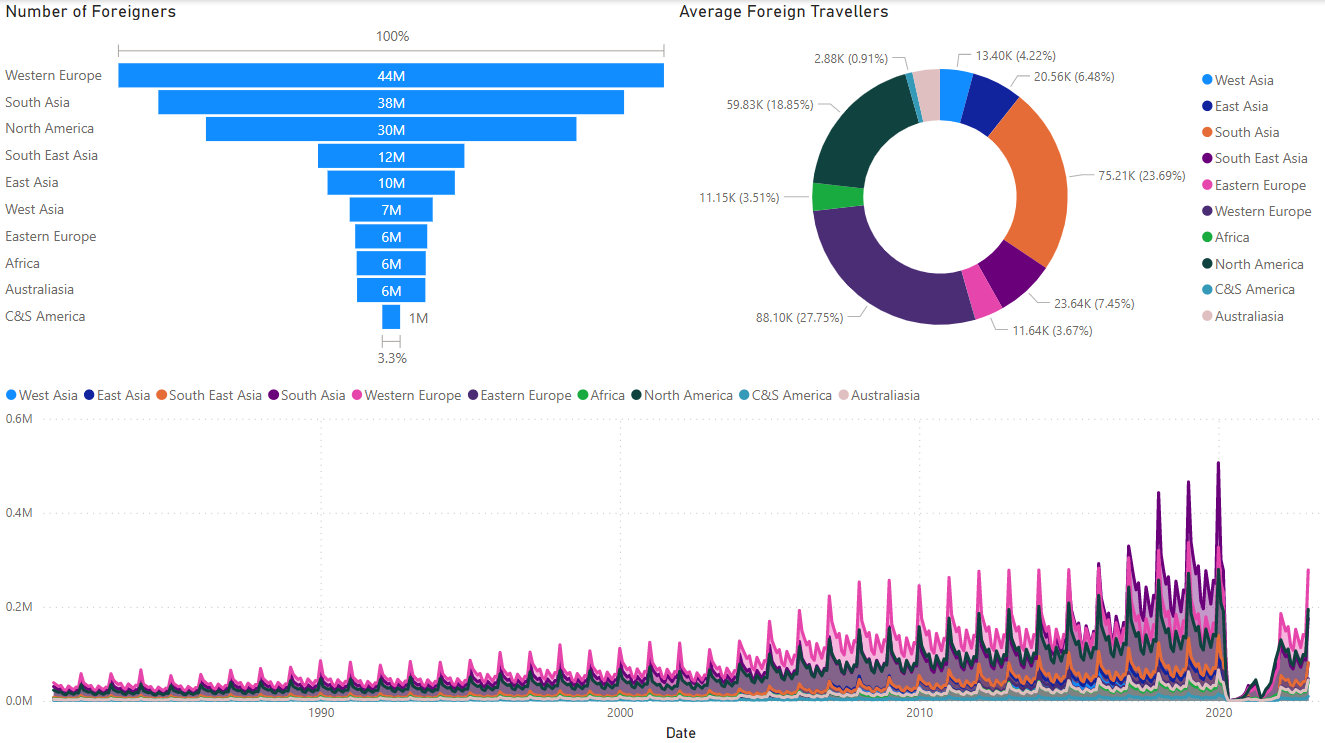 Number of Foreigners
100%
Western Europe 44M
South Asia 38M
North America 30M
South East Asia 12M
East Asia 10M
West Asia 7M
Eastern Europe 6M
Africa 6M
Australiasia 6M
C&S America 1M
3.3%
Average Foreign Travellers
2.88K (0.91%)
13.40K (4.22%)
20.56K (6.48%)
59.83K (18.85%)
75.21K (23.69%)
11.15K (3.51%)
88.10K (27.75%)
23.64K (7.45%)
11.64K (3.67%)
West Asia
East Asia
South Asia
South East Asia
Eastern Europe
Western Europe
Africa
North America
C&S America
Australiasia
West Asia East Asia South East Asia South Asia Western Europe Eastern Europe Africa North America C&S America Australiasia
0.6M
0.4M
0.2M
0.0M
1990 2000 2010 2020
Date